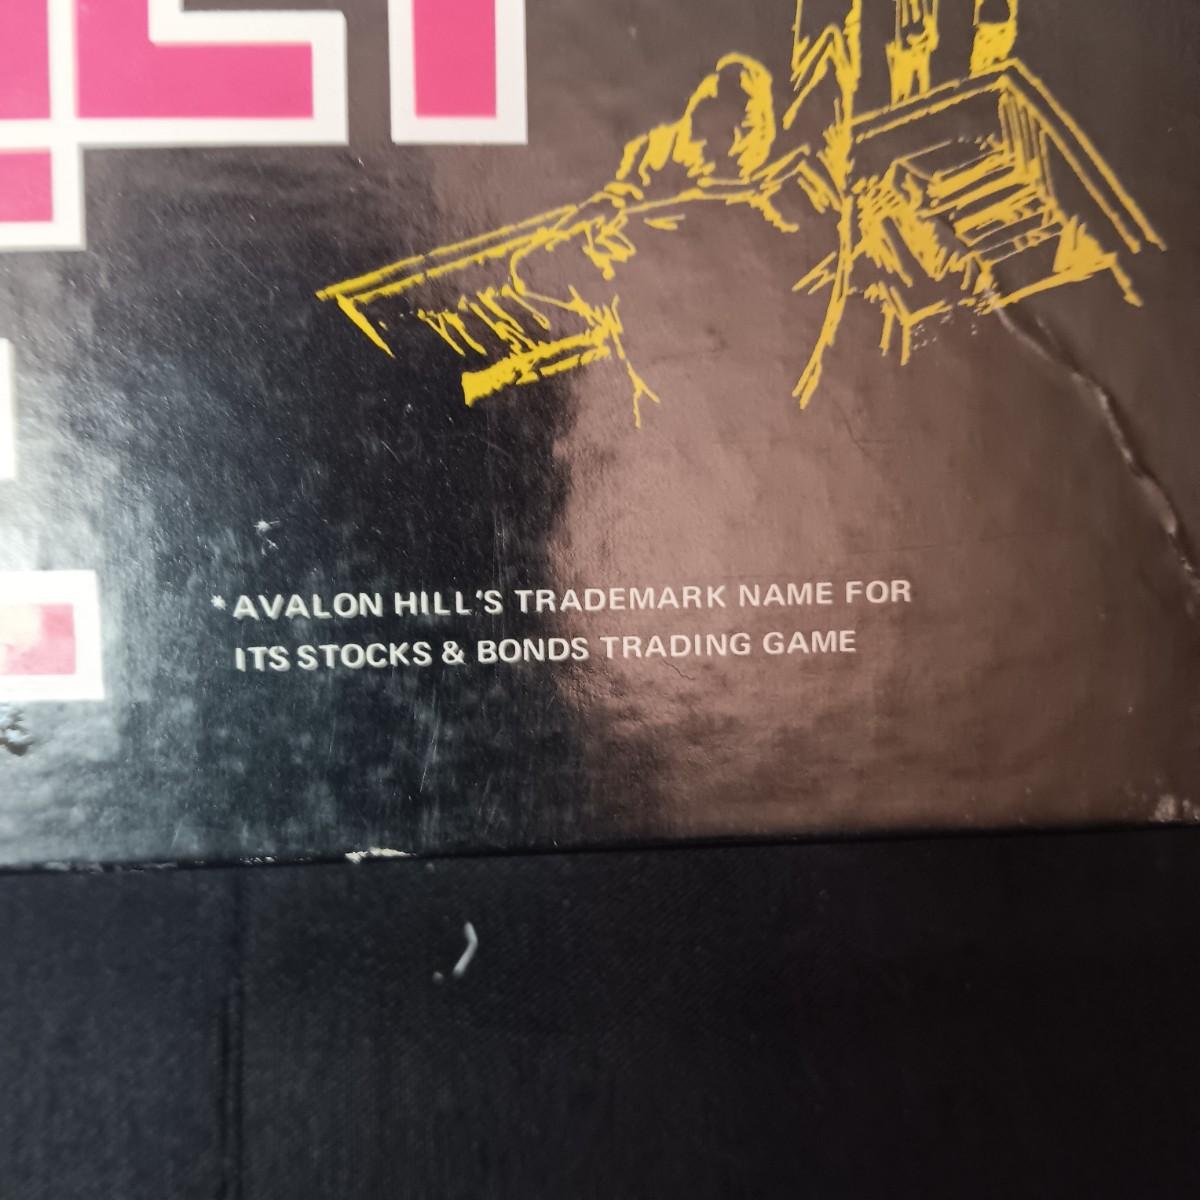 * AVALON HILL'S TRADEMARK NAME FOR
ITS STOCKS & BONDS TRADING GAME